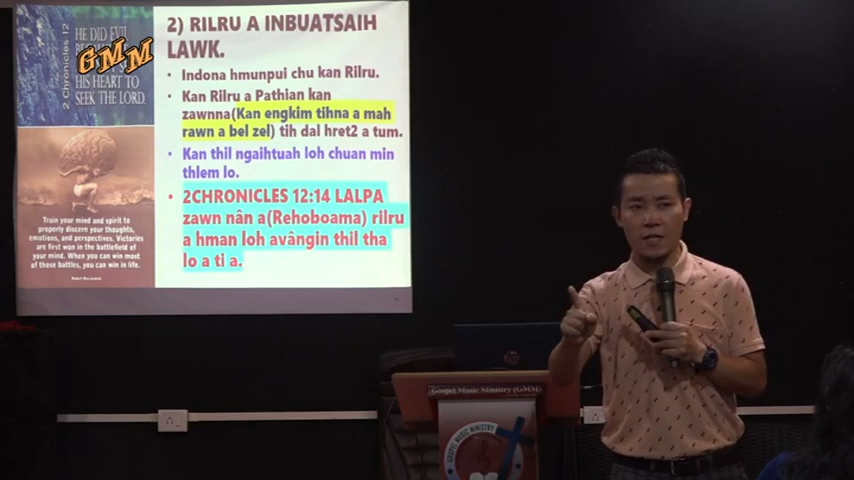 2 Chronicles 12
HE DID EVIL
HIS HEART TO
SEEK THE LORD.
GMM
Train your mind and spirit to
properly discern your thoughts,
emotions, and perspectives. Victories
are first won in the battlefield of
your mind. When you can win most
of those battles, you can win in life.
2) RILRU A INBUATSAIH
LAWK.
• Indona hmunpui chu kan Rilru.
• Kan Rilru a Pathian kan
zawnna(Kan engkim tihna a mah
rawn a bel zel) tih dal hret2 a tum.
• Kan thil ngaihtuah loh chuan min
thlem lo.
• 2CHRONICLES 12:14 LALPA
zawn nân a(Rehoboama) rilru
a hman loh avângin thil tha
lo a ti a.
Gospel Music Ministry (GMM)
GOSPEL MUSIC MINISTRY